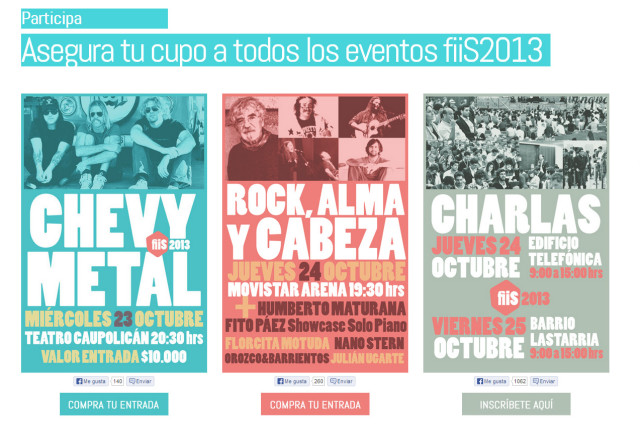 Participa
Asegura tu cupo a todos los eventos fiiS2013
CHEVY
fiiS 2013
METAL
MIÉRCOLES 23 OCTUBRE
TEATRO CAUPOLICÁN 20:30 hrs
VALOR ENTRADA $10.000
Me gusta 140 Enviar
COMPRA TU ENTRADA
ROCK, ALMA
fiiS 2013
Y CABEZA
JUEVES 24 OCTUBRE
MOVISTAR ARENA 19:30 hrs
+ HUMBERTO MATURANA
FITO PÁEZ Showcase Solo Piano
FLORCITA MOTUDA NANO STERN
OROZCO&BARRIENTOS JULIÁN UGARTE
Me gusta 260 Enviar
COMPRA TU ENTRADA
CHARLAS
JUEVES 24 EDIFICIO
OCTUBRE TELEFÓNICA
9:00 a 15:00 hrs
fiiS 2013
VIERNES 25 BARRIO
OCTUBRE LASTARRIA
9:00 a 15:00 hrs
Me gusta 1062 Enviar
INSCRÍBETE AQUÍ